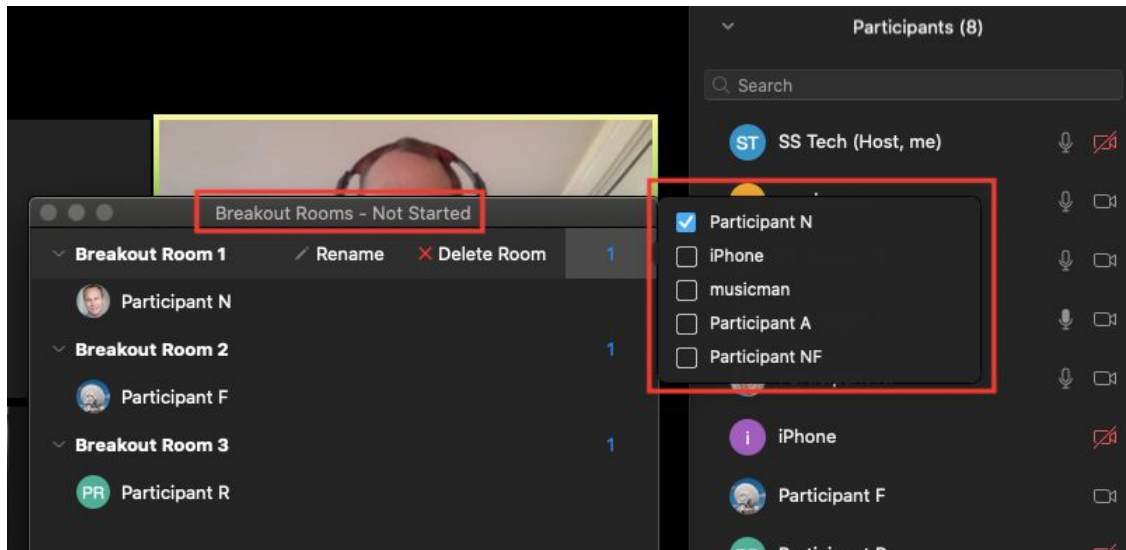 Participants (8)
Search
ST SS Tech (Host, me)
Breakout Rooms - Not Started
Breakout Room 1 Rename Delete Room 1
Participant N
Breakout Room 2 1
Participant F
Breakout Room 3 1
PR Participant R
Participant N
iPhone
musicman
Participant A
Participant NF
i iPhone
Participant F